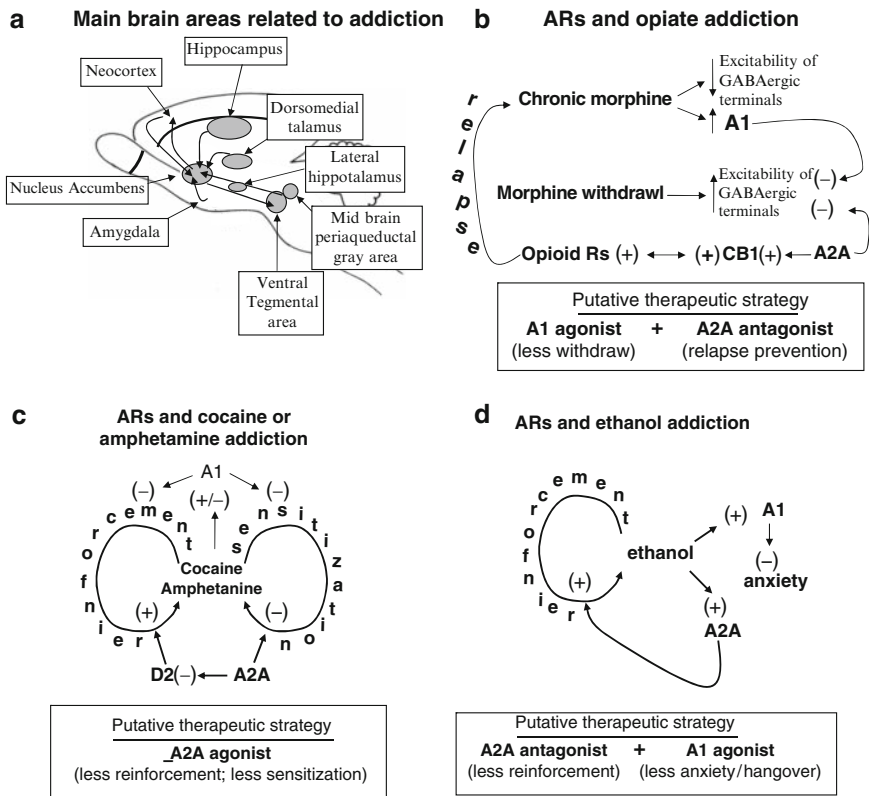 a Main brain areas related to addiction
Hippocampus
Neocortex
Dorsomedial
talamus
Lateral
hippotalamus
Nucleus Accumbens
Amygdala
Mid brain
periaqueductal
gray area
Ventral
Tegmental
area
b ARs and opiate addiction
relapse
Chronic morphine
Excitability of
GABAergic
terminals
A1
Morphine withdrawl
Excitability of
GABAergic
terminals
(–)
(–)
Opioid Rs (+) (+) CB1(+) A2A
Putative therapeutic strategy
A1 agonist + A2A antagonist
(less withdraw) (relapse prevention)
c ARs and cocaine or
amphetamine addiction
A1
(–) (+/–) (–)
reinforcement
sensitization
Cocaine
Amphetanine
(+) (–)
D2(–) A2A
Putative therapeutic strategy
_A2A agonist
(less reinforcement; less sensitization)
d ARs and ethanol addiction
reinforcement
(+) A1
ethanol
(–)
anxiety
(+)
(+)
A2A
Putative therapeutic strategy
A2A antagonist + A1 agonist
(less reinforcement) (less anxiety/hangover)